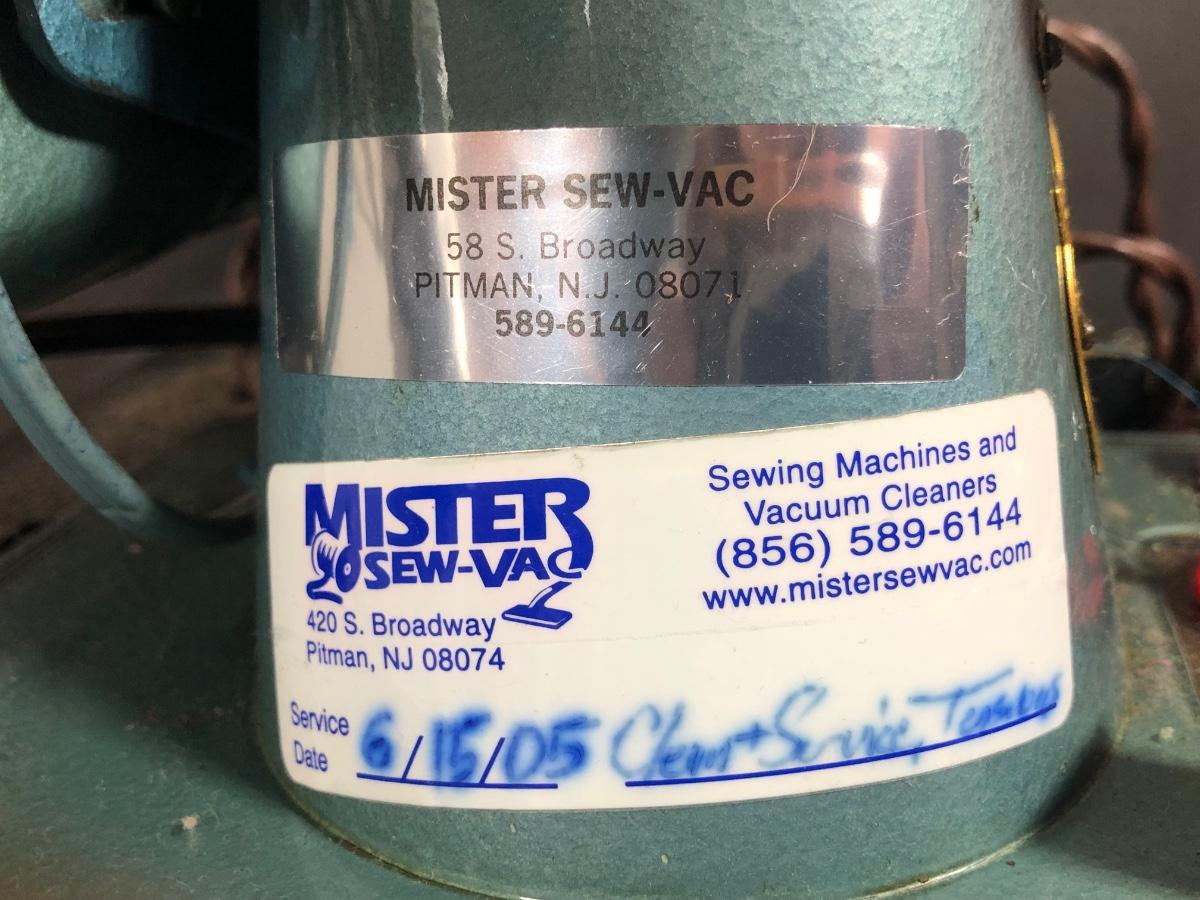 MISTER SEW-VAC
58 S. Broadway
PITMAN, N.J. 08071
589-6144
MISTER
SEW-VAC
420 S. Broadway
Pitman, NJ 08074
Sewing Machines and
Vacuum Cleaners
(856) 589-6144
www.mistersewvac.com
Service
Date
6/15/05 Clean + Service, Tensions